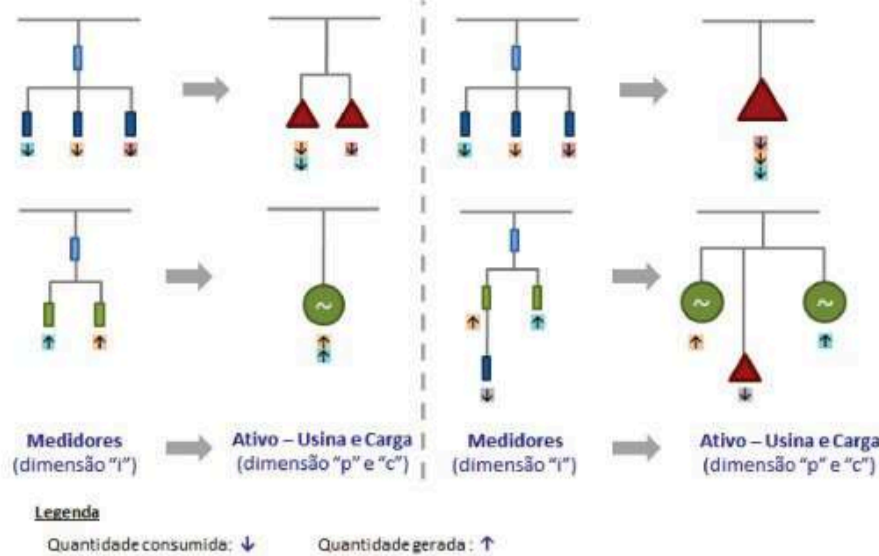 Medidores
(dimensão "i")
Ativo – Usina e Carga
(dimensão "p" e "c")
Medidores
(dimensão "i")
Ativo – Usina e Carga
(dimensão "p" e "c")
Legenda
Quantidade consumida: ↓ Quantidade gerada : ↑